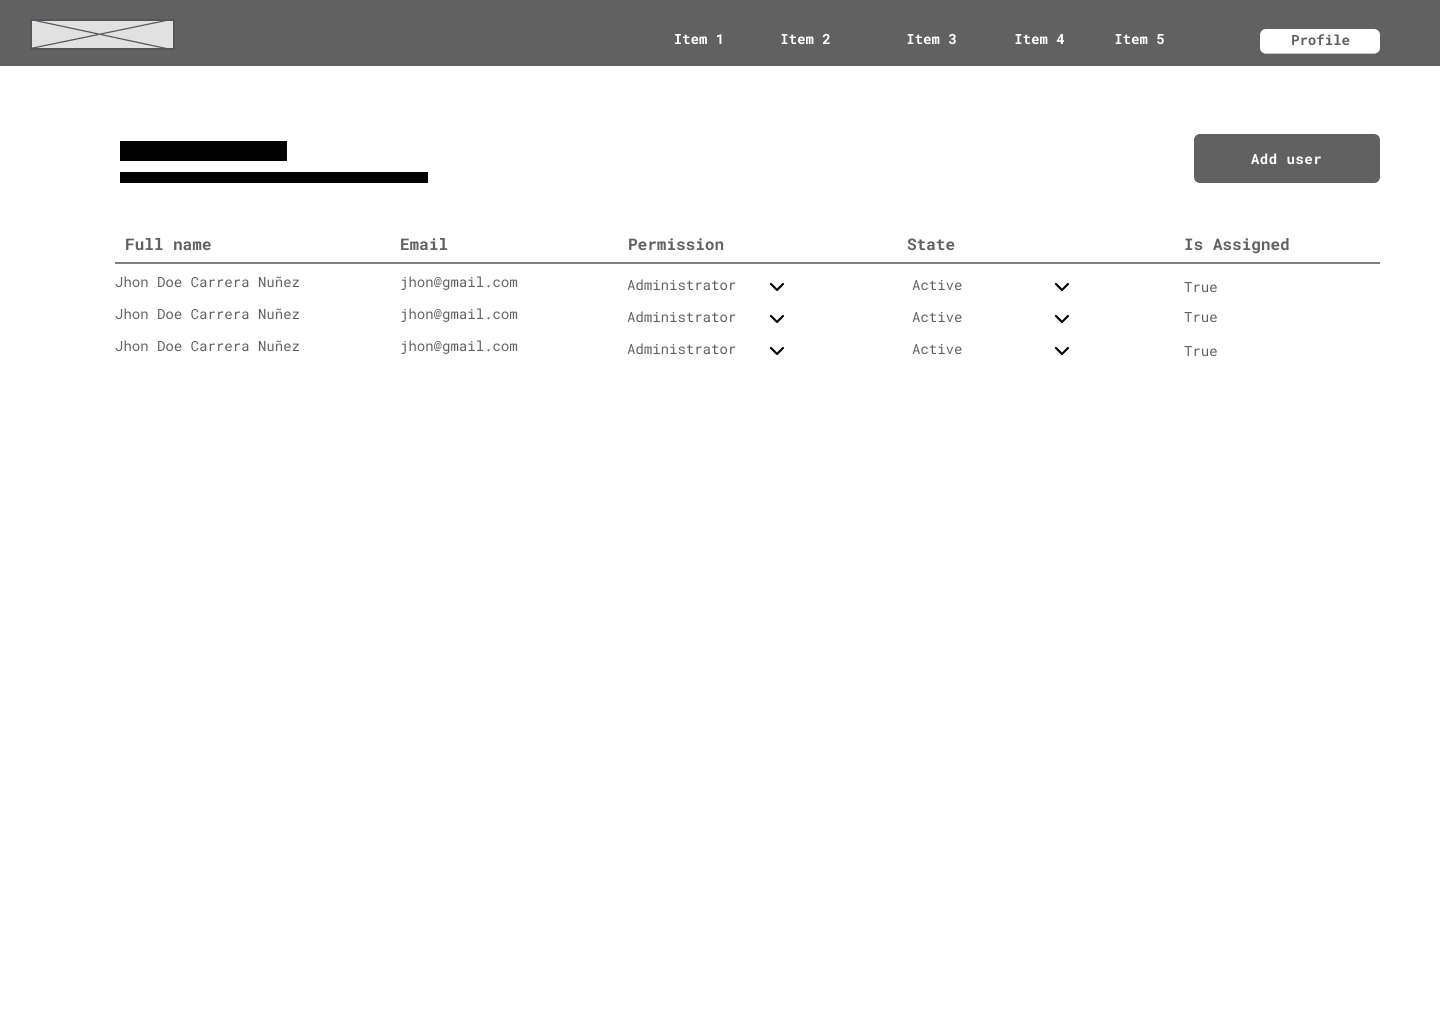 Item 1 Item 2 Item 3 Item 4 Item 5 Profile
Add user
Full name Email Permission State Is Assigned
Jhon Doe Carrera Nuñez jhon@gmail.com Administrator Active True
Jhon Doe Carrera Nuñez jhon@gmail.com Administrator Active True
Jhon Doe Carrera Nuñez jhon@gmail.com Administrator Active True